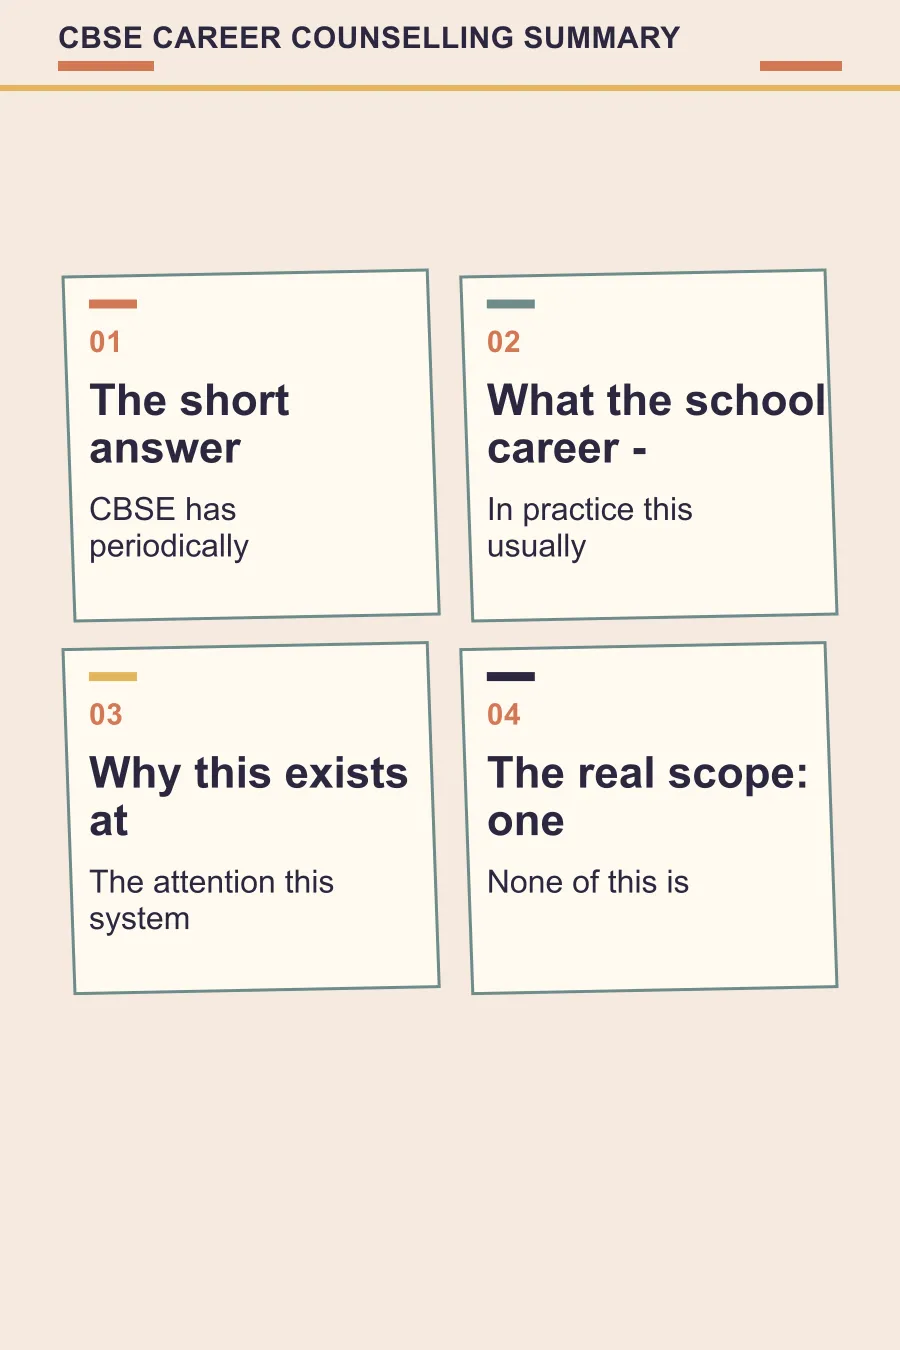 CBSE CAREER COUNSELLING SUMMARY
01
The short
answer
CBSE has
periodically
02
What the school
career -
In practice this
usually
03
Why this exists
at
The attention this
system
04
The real scope:
one
None of this is